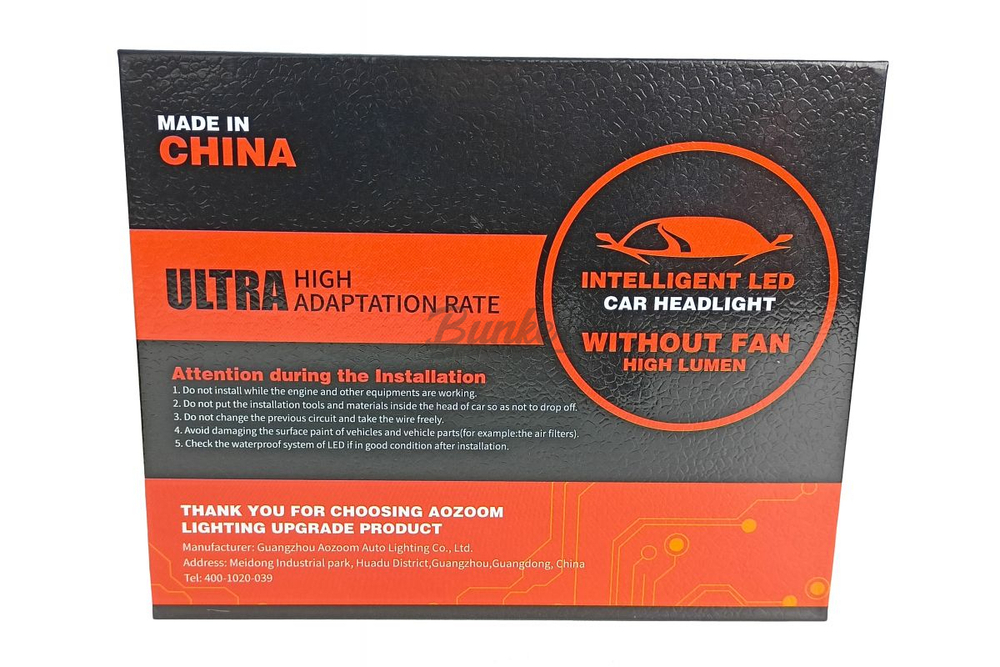 MADE IN
CHINA
ULTRA HIGH
ADAPTATION RATE
INTELLIGENT LED
CAR HEADLIGHT
WITHOUT FAN
HIGH LUMEN
Attention during the Installation
1. Do not install while the engine and other equipments are working.
2. Do not put the installation tools and materials inside the head of car so as not to drop off.
3. Do not change the previous circuit and take the wire freely.
4. Avoid damaging the surface paint of vehicles and vehicle parts(for example:the air filters).
5. Check the waterproof system of LED if in good condition after installation.
THANK YOU FOR CHOOSING AOZOOM
LIGHTING UPGRADE PRODUCT
Manufacturer: Guangzhou Aozoom Auto Lighting Co., Ltd.
Address: Meidong Industrial park, Huadu District,Guangzhou,Guangdong, China
Tel: 400-1020-039